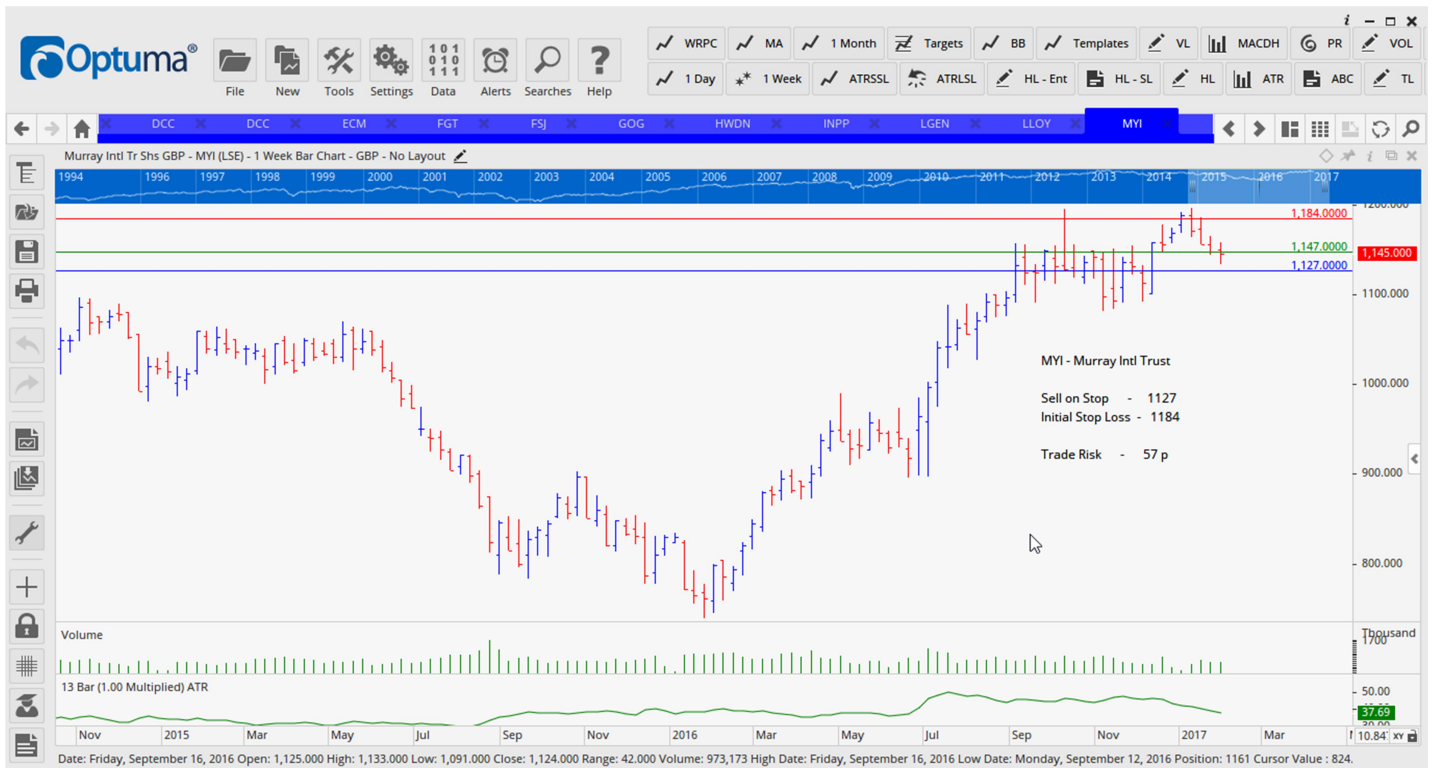 i
Optuma®
File
New
Tools
Settings
Data
Alerts
Searches
Help
WRPC MA 1 Month Targets BB Templates VL MACDH PR VOL
1 Day 1 Week ATRSSL ATRLSL HL - Ent HL - SL HL ATR ABC TL
DCC DCC ECM FGT FSJ GOG HWDN INPP LGEN LLOY MYI
Murray Intl Tr Shs GBP - MYI (LSE) - 1 Week Bar Chart - GBP - No Layout
1994 1996 1997 1998 1999 2000 2001 2002 2003 2004 2005 2006 2007 2008 2009 2010 2011 2012 2013 2014 2015 2016 2017
1200.000
1,184.0000
1,147.0000
1,145.000
1,127.0000
1100.000
MYI - Murray Intl Trust
1000.000
Sell on Stop - 1127
Initial Stop Loss - 1184
Trade Risk - 57 p
900.000
800.000
Volume
Thousand
1700
13 Bar (1.00 Multiplied) ATR
50.00
37.69
30.00
Nov 2015 Mar May Jul Sep Nov 2016 Mar May Jul Sep Nov 2017 Mar
10.84 XY
Date: Friday, September 16, 2016 Open: 1,125.000 High: 1,133.000 Low: 1,091.000 Close: 1,124.000 Range: 42.000 Volume: 973,173 High Date: Friday, September 16, 2016 Low Date: Monday, September 12, 2016 Position: 1161 Cursor Value : 824.